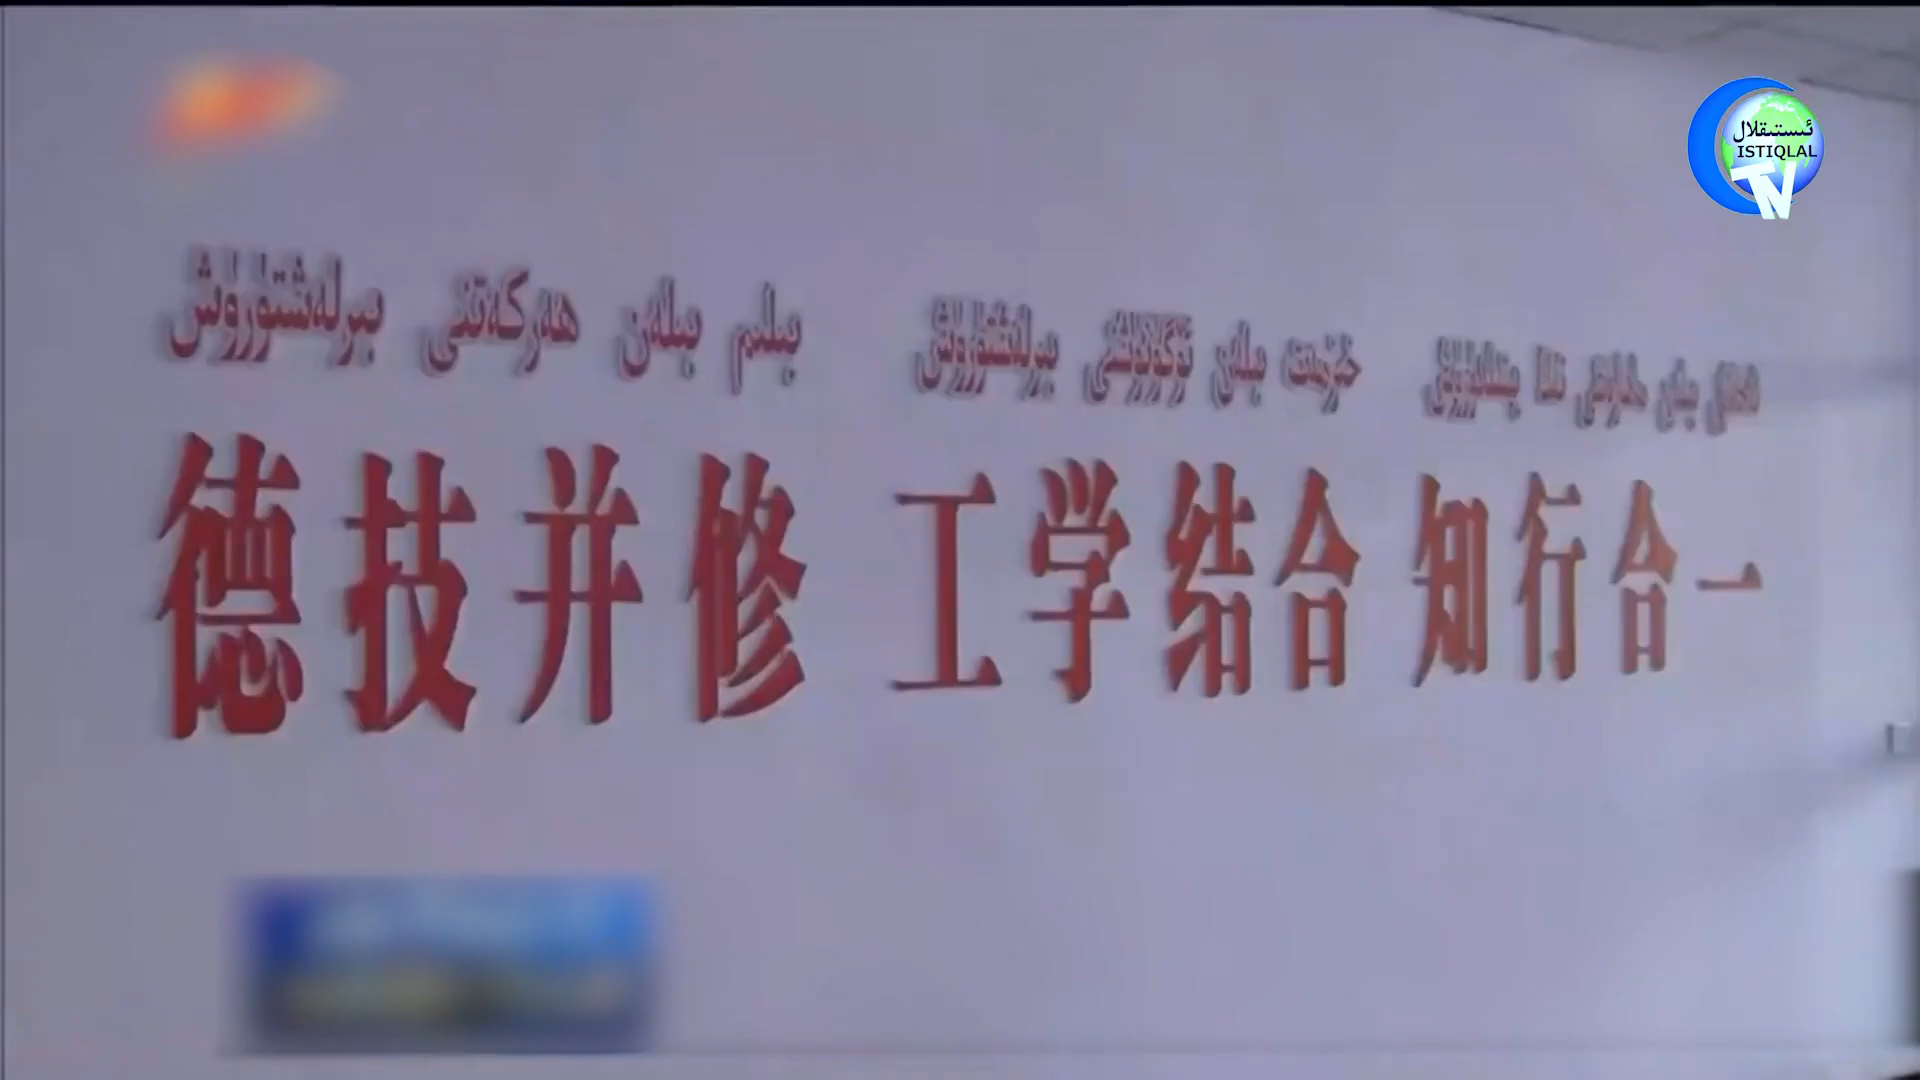 ئىستىقلال
ISTIQLAL
TV
بىلىم بىلەن ھەرىكەتنى بىرلەشتۈرۈش
خىزمەت بىلەن ئۆگىنىشنى بىرلەشتۈرۈش
德技并修 工学结合 知行合一